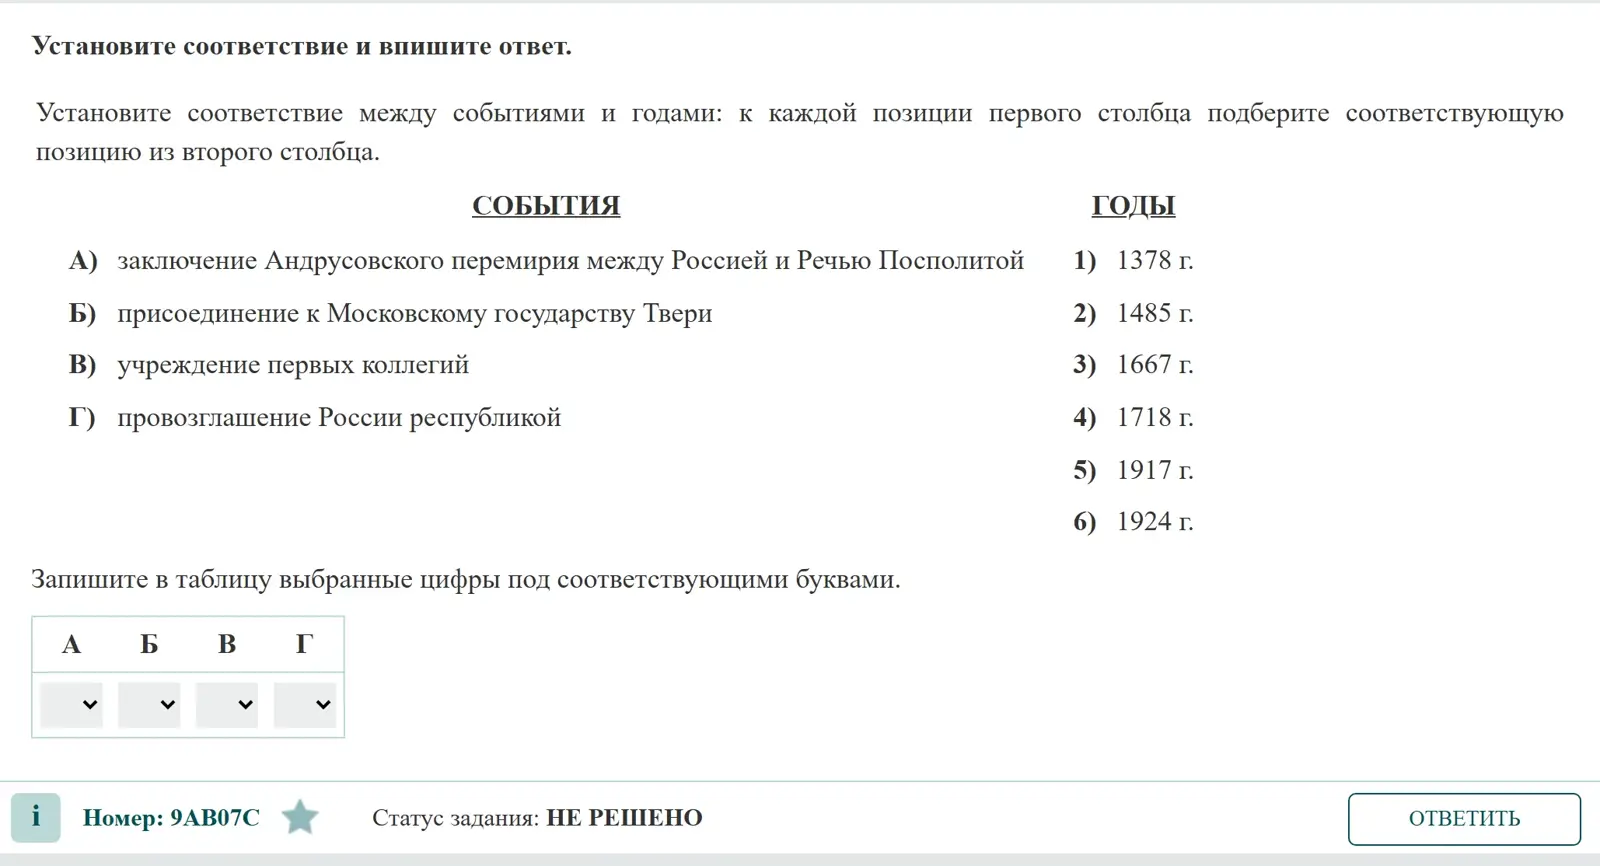 Установите соответствие и впишите ответ.
Установите соответствие между событиями и годами: к каждой позиции первого столбца подберите соответствующую
позицию из второго столбца.
СОБЫТИЯ
ГОДЫ
А) заключение Андрусовского перемирия между Россией и Речью Посполитой
1) 1378 г.
Б) присоединение к Московскому государству Твери
2) 1485 г.
В) учреждение первых коллегий
3) 1667 г.
Г) провозглашение России республикой
4) 1718 г.
5) 1917 г.
6) 1924 г.
Запишите в таблицу выбранные цифры под соответствующими буквами.
А Б В Г
i Номер: 9AB07C
Статус задания: НЕ РЕШЕНО
ОТВЕТИТЬ